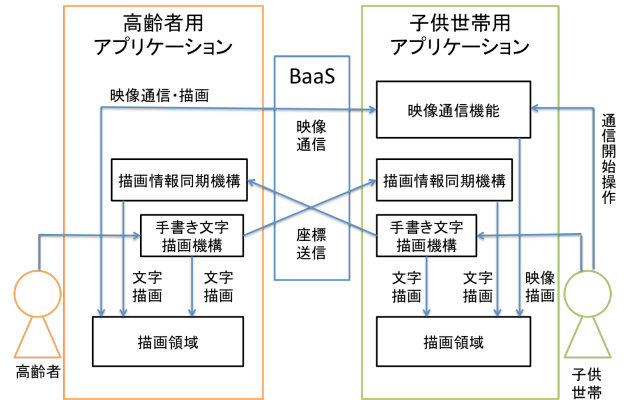 高齢者用
アプリケーション
子供世帯用
アプリケーション
BaaS
映像通信・描画
映像
通信
映像通信機能
通信開始操作
描画情報同期機構
描画情報同期機構
手書き文字
描画機構
座標
送信
手書き文字
描画機構
文字
描画
文字
描画
文字
描画
文字
描画
映像
描画
描画領域
描画領域
高齢者
子供
世帯